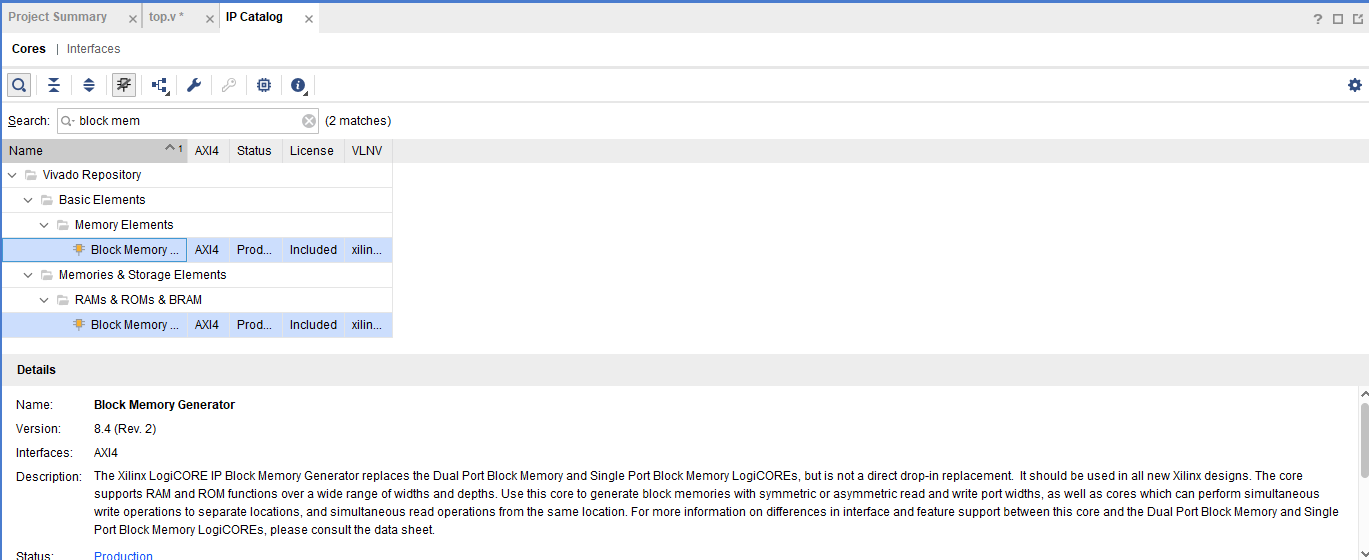 Project Summary × top.v * × IP Catalog × ?
Cores | Interfaces
Search: block mem (2 matches)
Name 1 AXI4 Status License VLNV
Vivado Repository
Basic Elements
Memory Elements
Block Memory ... AXI4 Prod... Included xilin...
Memories & Storage Elements
RAMs & ROMs & BRAM
Block Memory ... AXI4 Prod... Included xilin...
Details
Name: Block Memory Generator
Version: 8.4 (Rev. 2)
Interfaces: AXI4
Description: The Xilinx LogiCORE IP Block Memory Generator replaces the Dual Port Block Memory and Single Port Block Memory LogiCOREs, but is not a direct drop-in replacement. It should be used in all new Xilinx designs. The core
supports RAM and ROM functions over a wide range of widths and depths. Use this core to generate block memories with symmetric or asymmetric read and write port widths, as well as cores which can perform simultaneous
write operations to separate locations, and simultaneous read operations from the same location. For more information on differences in interface and feature support between this core and the Dual Port Block Memory and Single
Port Block Memory LogiCOREs, please consult the data sheet.
Status: Production